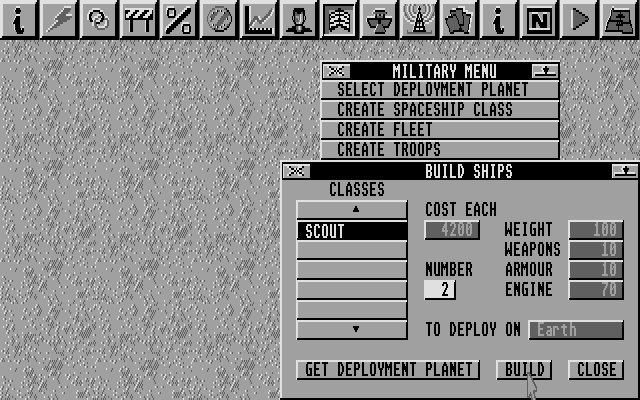 MILITARY MENU
SELECT DEPLOYMENT PLANET
CREATE SPACESHIP CLASS
CREATE FLEET
CREATE TROOPS
BUILD SHIPS
CLASSES
SCOUT
COST EACH
4200
NUMBER
2
WEIGHT 100
WEAPONS 10
ARMOUR 10
ENGINE 70
TO DEPLOY ON Earth
GET DEPLOYMENT PLANET BUILD CLOSE